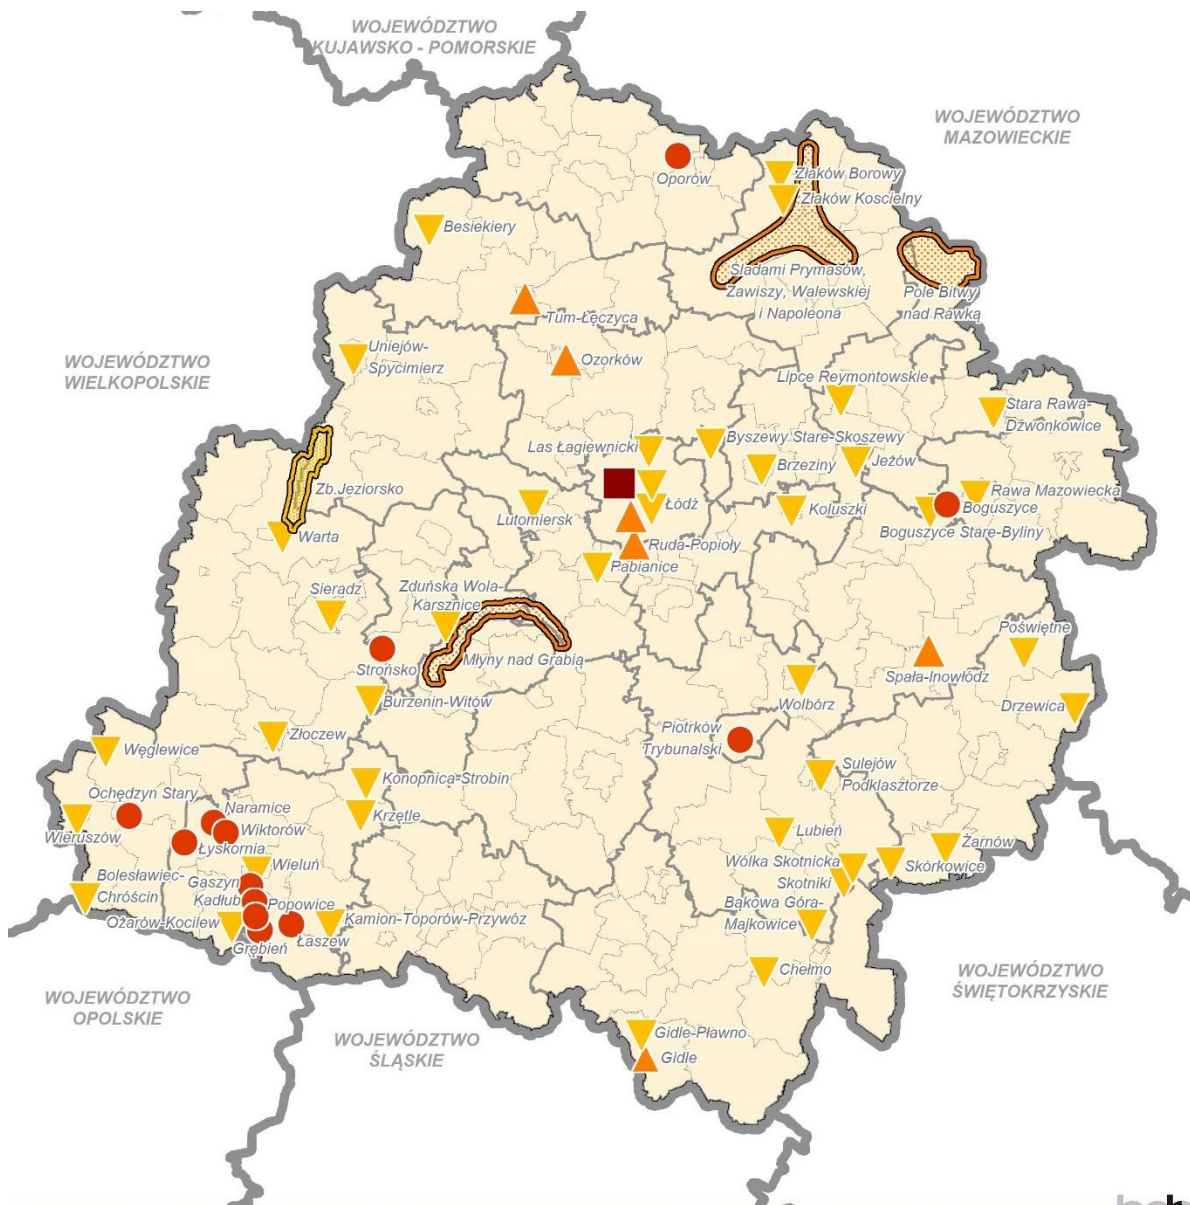 WOJEWÓDZTWO
KUJAWSKO - POMORSKIE
WOJEWÓDZTWO
MAZOWIECKIE
Oporów
Złaków Borowy
Złaków Koscielny
Besiekiery
Śladami Prymasów,
Zawiszy, Walewskiej
i Napoleona
Pole Bitwy
nad Rawką
Tum-Łęczyca
WOJEWÓDZTWO
WIELKOPOLSKIE
Uniejów-
Spycimierz
Ozorków
Lipce Reymontowskie
Stara Rawa-
Dzwonkowice
Las Łagiewnicki
Byszewy Stare-Skoszewy
Brzeziny
Jeżów
Zb.Jeziorsko
Rawa Mazowiecka
Boguszyce
Lutomiersk
Łódź
Koluszki
Boguszyce Stare-Byliny
Warta
Ruda-Popioły
Pabianice
Sieradz
Zduńska Wola-
Karsznice
Poświętne
Strońsko
Młyny nad Grabią
Spała-Inowłódz
Burzenin-Witów
Wolbórz
Drzewica
Złoczew
Piotrków
Trybunalski
Węglewice
Sulejów
Podklasztorze
Konopnica-Strobin
Ochędzyn Stary
Naramice
Krzętle
Wieruszów
Wiktorów
Lubień
Łyskornia
Żarnów
Wólka Skotnicka
Skórkowice
Wieluń
Bolesławiec-
Chróścin
Gaszyn
Skotniki
Kadłub
Popowice
Bąkowa Góra-
Majkowice
Ożarów-Kocilew
Kamion-Toporów-Przywóz
Łaszew
Grębień
Chełmo
WOJEWÓDZTWO
ŚWIĘTOKRZYSKIE
WOJEWÓDZTWO
OPOLSKIE
WOJEWÓDZTWO
ŚLĄSKIE
Gidle-Pławno
Gidle